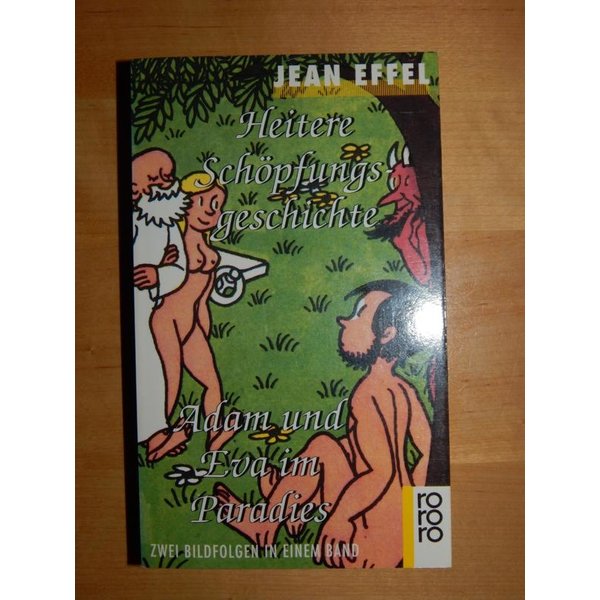 JEAN EFFEL
Heitere
Schöpfungs-
geschichte
Adam und
Eva im
Paradies
ZWEI BILDFOLGEN IN EINEM BAND
ro
ro
ro